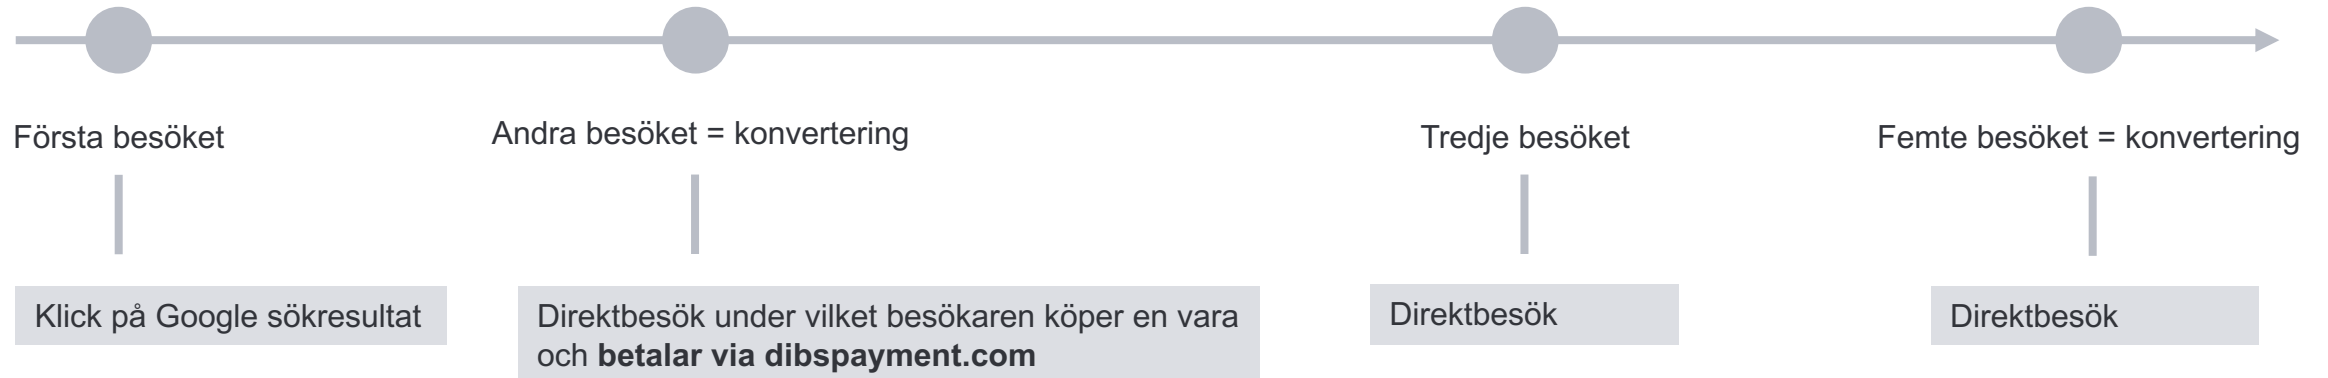 Första besöket
Andra besöket = konvertering
Tredje besöket
Femte besöket = konvertering
Klick på Google sökresultat
Direktbesök under vilket besökaren köper en vara
och betalar via dibspayment.com
Direktbesök
Direktbesök